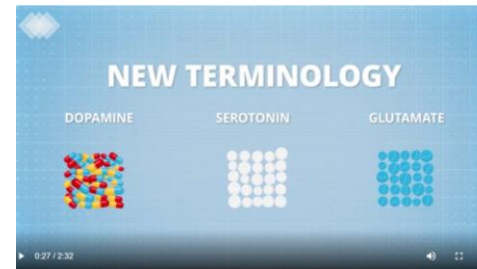 NEW TERMINOLOGY
DOPAMINE SEROTONIN GLUTAMATE
0:27 / 2:32